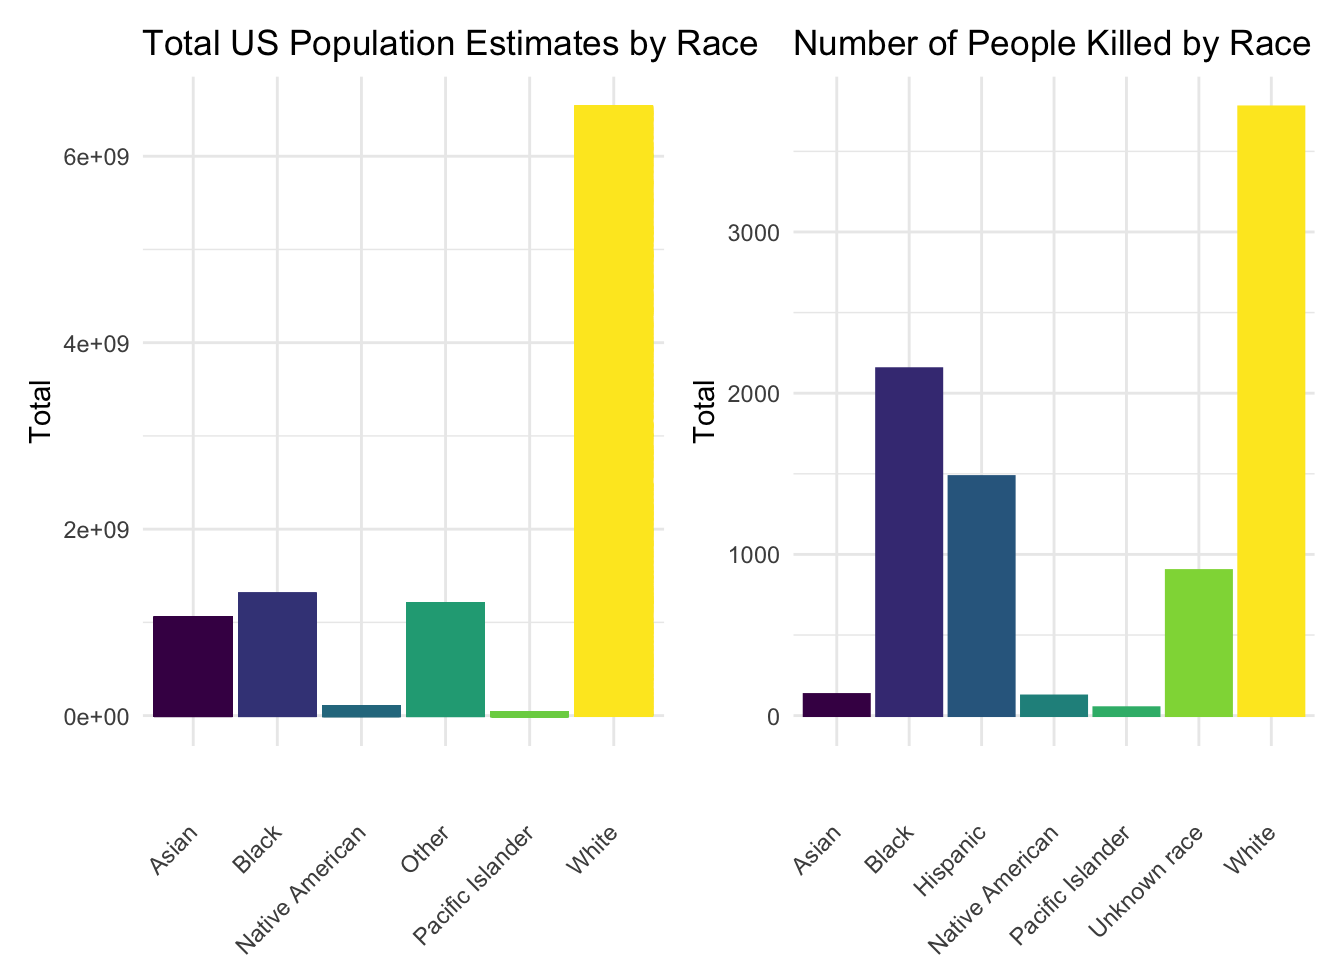 Total US Population Estimates by Race
Total
6e+09
4e+09
2e+09
0e+00
Asian
Black
Native American
Other
Pacific Islander
White
Number of People Killed by Race
Total
3000
2000
1000
0
Asian
Black
Hispanic
Native American
Pacific Islander
Unknown race
White